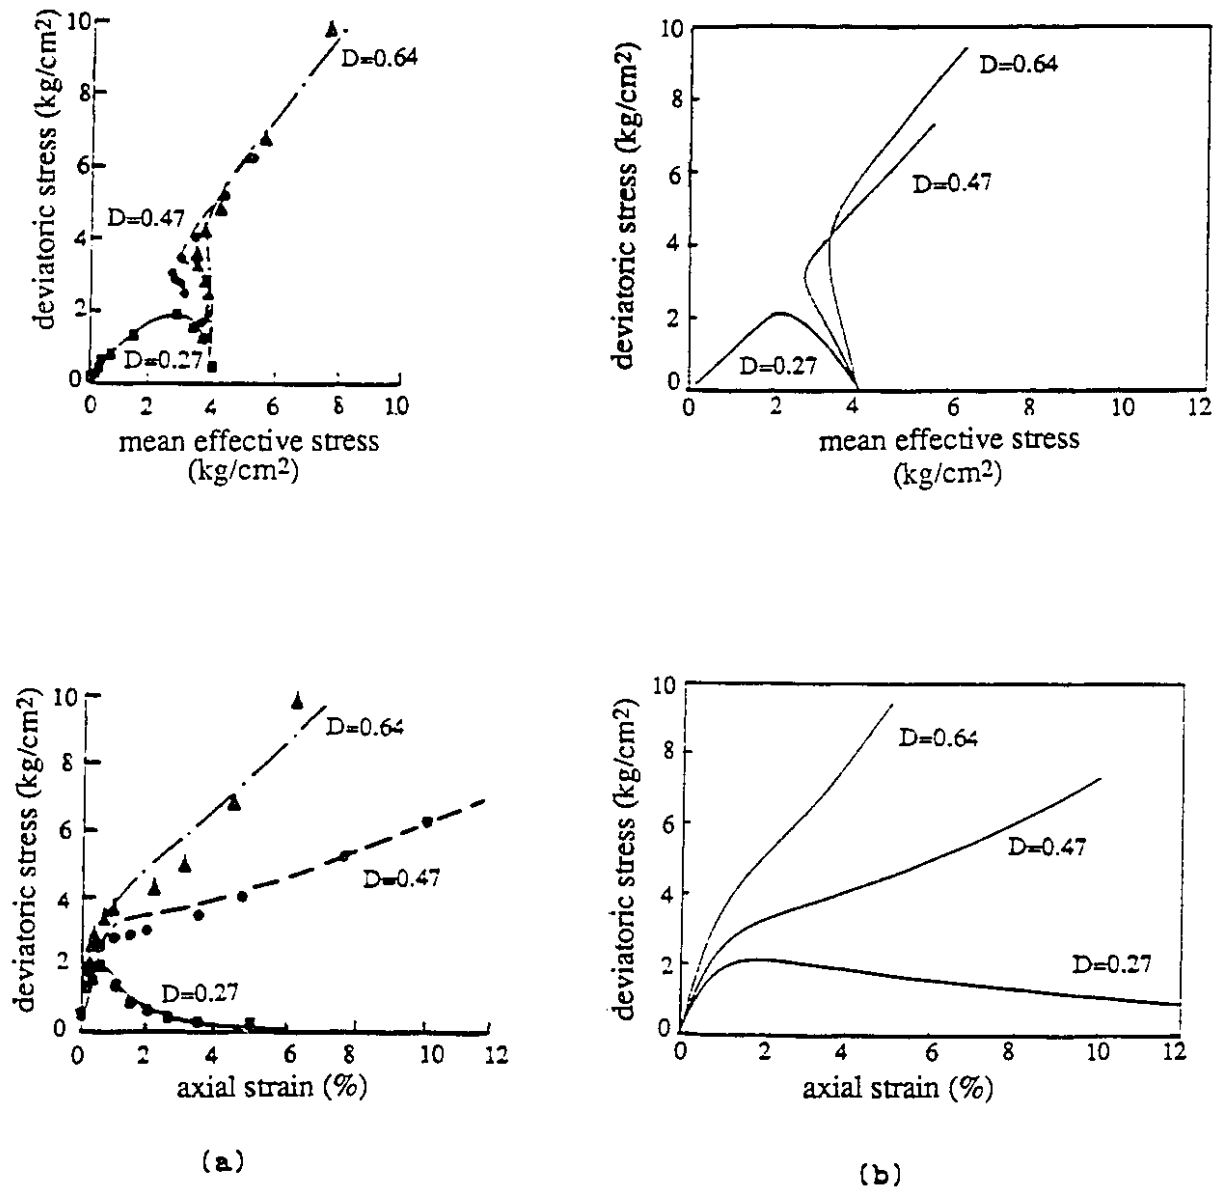 deviatoric stress (kg/cm2)
10
8
6
4
2
0
D=0.64
D=0.47
D=0.27
0 2 4 6 8 10
mean effective stress
(kg/cm2)
deviatoric stress (kg/cm2)
10
8
6
4
2
0
D=0.64
D=0.47
D=0.27
0 2 4 6 8 10 12
mean effective stress
(kg/cm2)
deviatoric stress (kg/cm2)
10
8
6
4
2
0
D=0.64
D=0.47
D=0.27
0 2 4 6 8 10 12
axial strain (%)
(a)
deviatoric stress (kg/cm2)
10
8
6
4
2
0
D=0.64
D=0.47
D=0.27
0 2 4 6 8 10 12
axial strain (%)
(b)